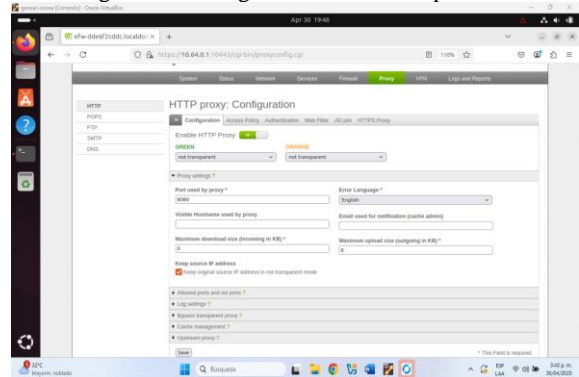 gemian-coroa [Corriendo] - Oracle VirtualBox
Apr 30 19:46
efw-dde6f2cddc.localdo
https://10.64.0.1:10443/cgi-bin/proxyconfig.cgi
110%
System Status Network Services Firewall Proxy VPN Logs and Reports
HTTP
POP3
FTP
SMTP
DNS
HTTP proxy: Configuration
Configuration Access Policy Authentication Web Filter AD join HTTPS Proxy
Enable HTTP Proxy
GREEN ORANGE
not transparent not transparent
Proxy settings ?
Port used by proxy * Error Language *
8080 English
Visible Hostname used by proxy Email used for notification (cache admin)
Maximum download size (incoming in KB) * Maximum upload size (outgoing in KB) *
0 0
Keep source IP address
Keep original source IP address in not transparent mode
Allowed ports and ssl ports ?
Log settings ?
Bypass transparent proxy ?
Cache management ?
Upstream proxy ?
Save * This Field is required.
32°C
Mayorm. nublado
Búsqueda
ESP
LAA
3:40 p. m.
30/04/2025